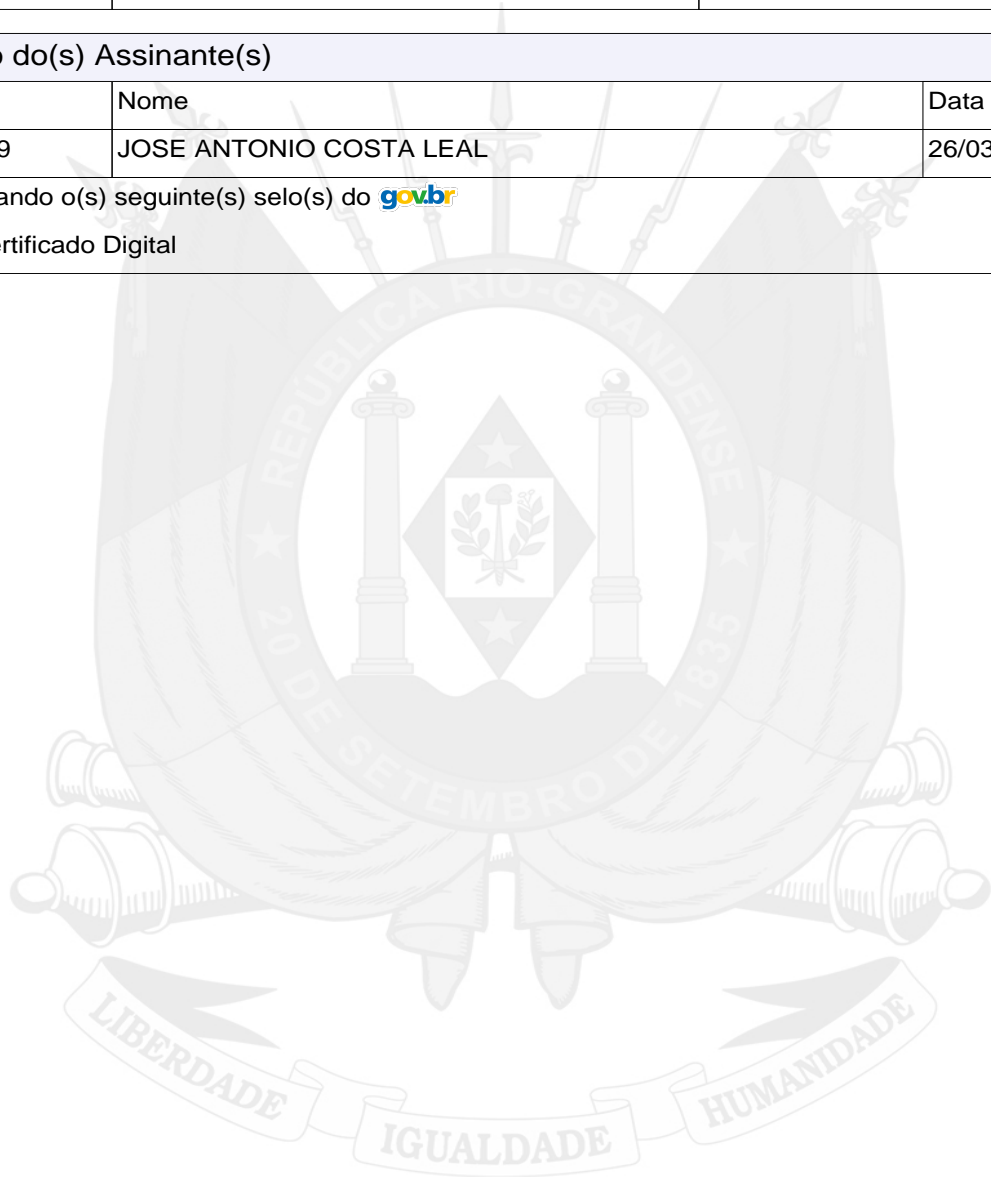 o do(s) Assinante(s)
Nome Data
9 JOSE ANTONIO COSTA LEAL 26/03
ando o(s) seguinte(s) selo(s) do gov.br
ertificado Digital
REPÚBLICA RIO-GRANDENSE
20 DE SETEMBRO DE 1835
LIBERDADE IGUALDADE HUMANIDADE